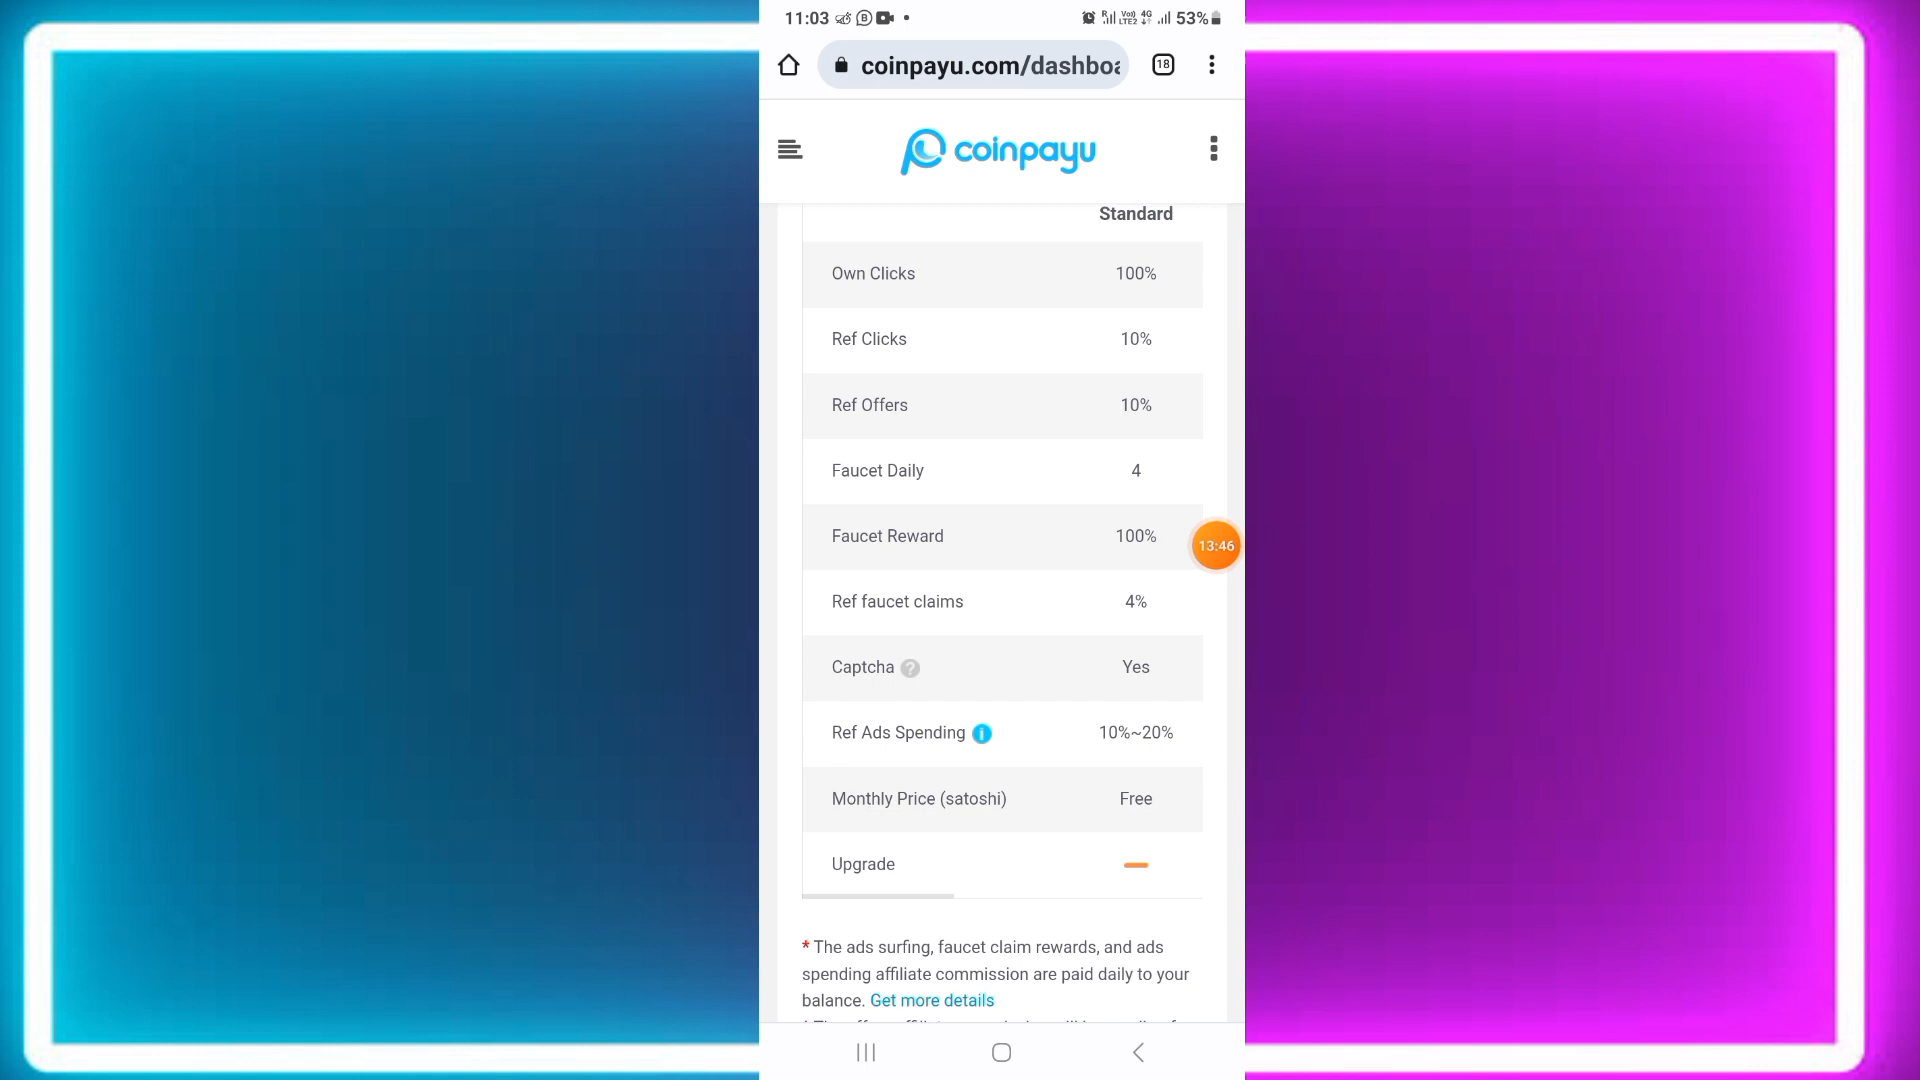 11:03 53%
coinpayu.com/dashboa 18
coinpayu
Standard
Own Clicks 100%
Ref Clicks 10%
Ref Offers 10%
Faucet Daily 4
Faucet Reward 100%
13:46
Ref faucet claims 4%
Captcha ? Yes
Ref Ads Spending i 10%~20%
Monthly Price (satoshi) Free
Upgrade
* The ads surfing, faucet claim rewards, and ads
spending affiliate commission are paid daily to your
balance. Get more details